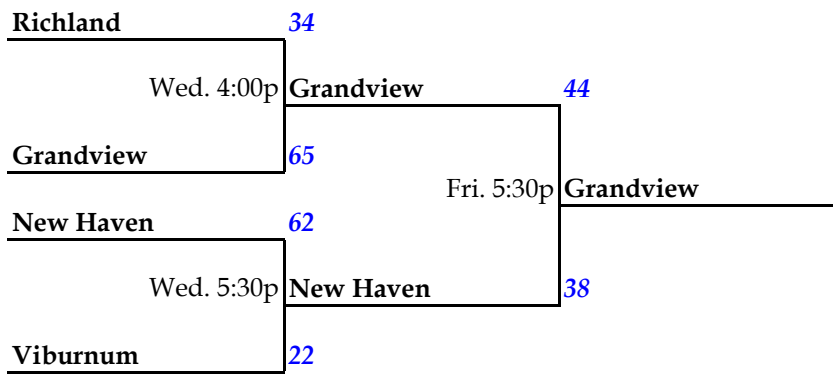 Richland 34
Wed. 4:00p Grandview 44
Grandview 65
Fri. 5:30p Grandview
New Haven 62
Wed. 5:30p New Haven 38
Viburnum 22